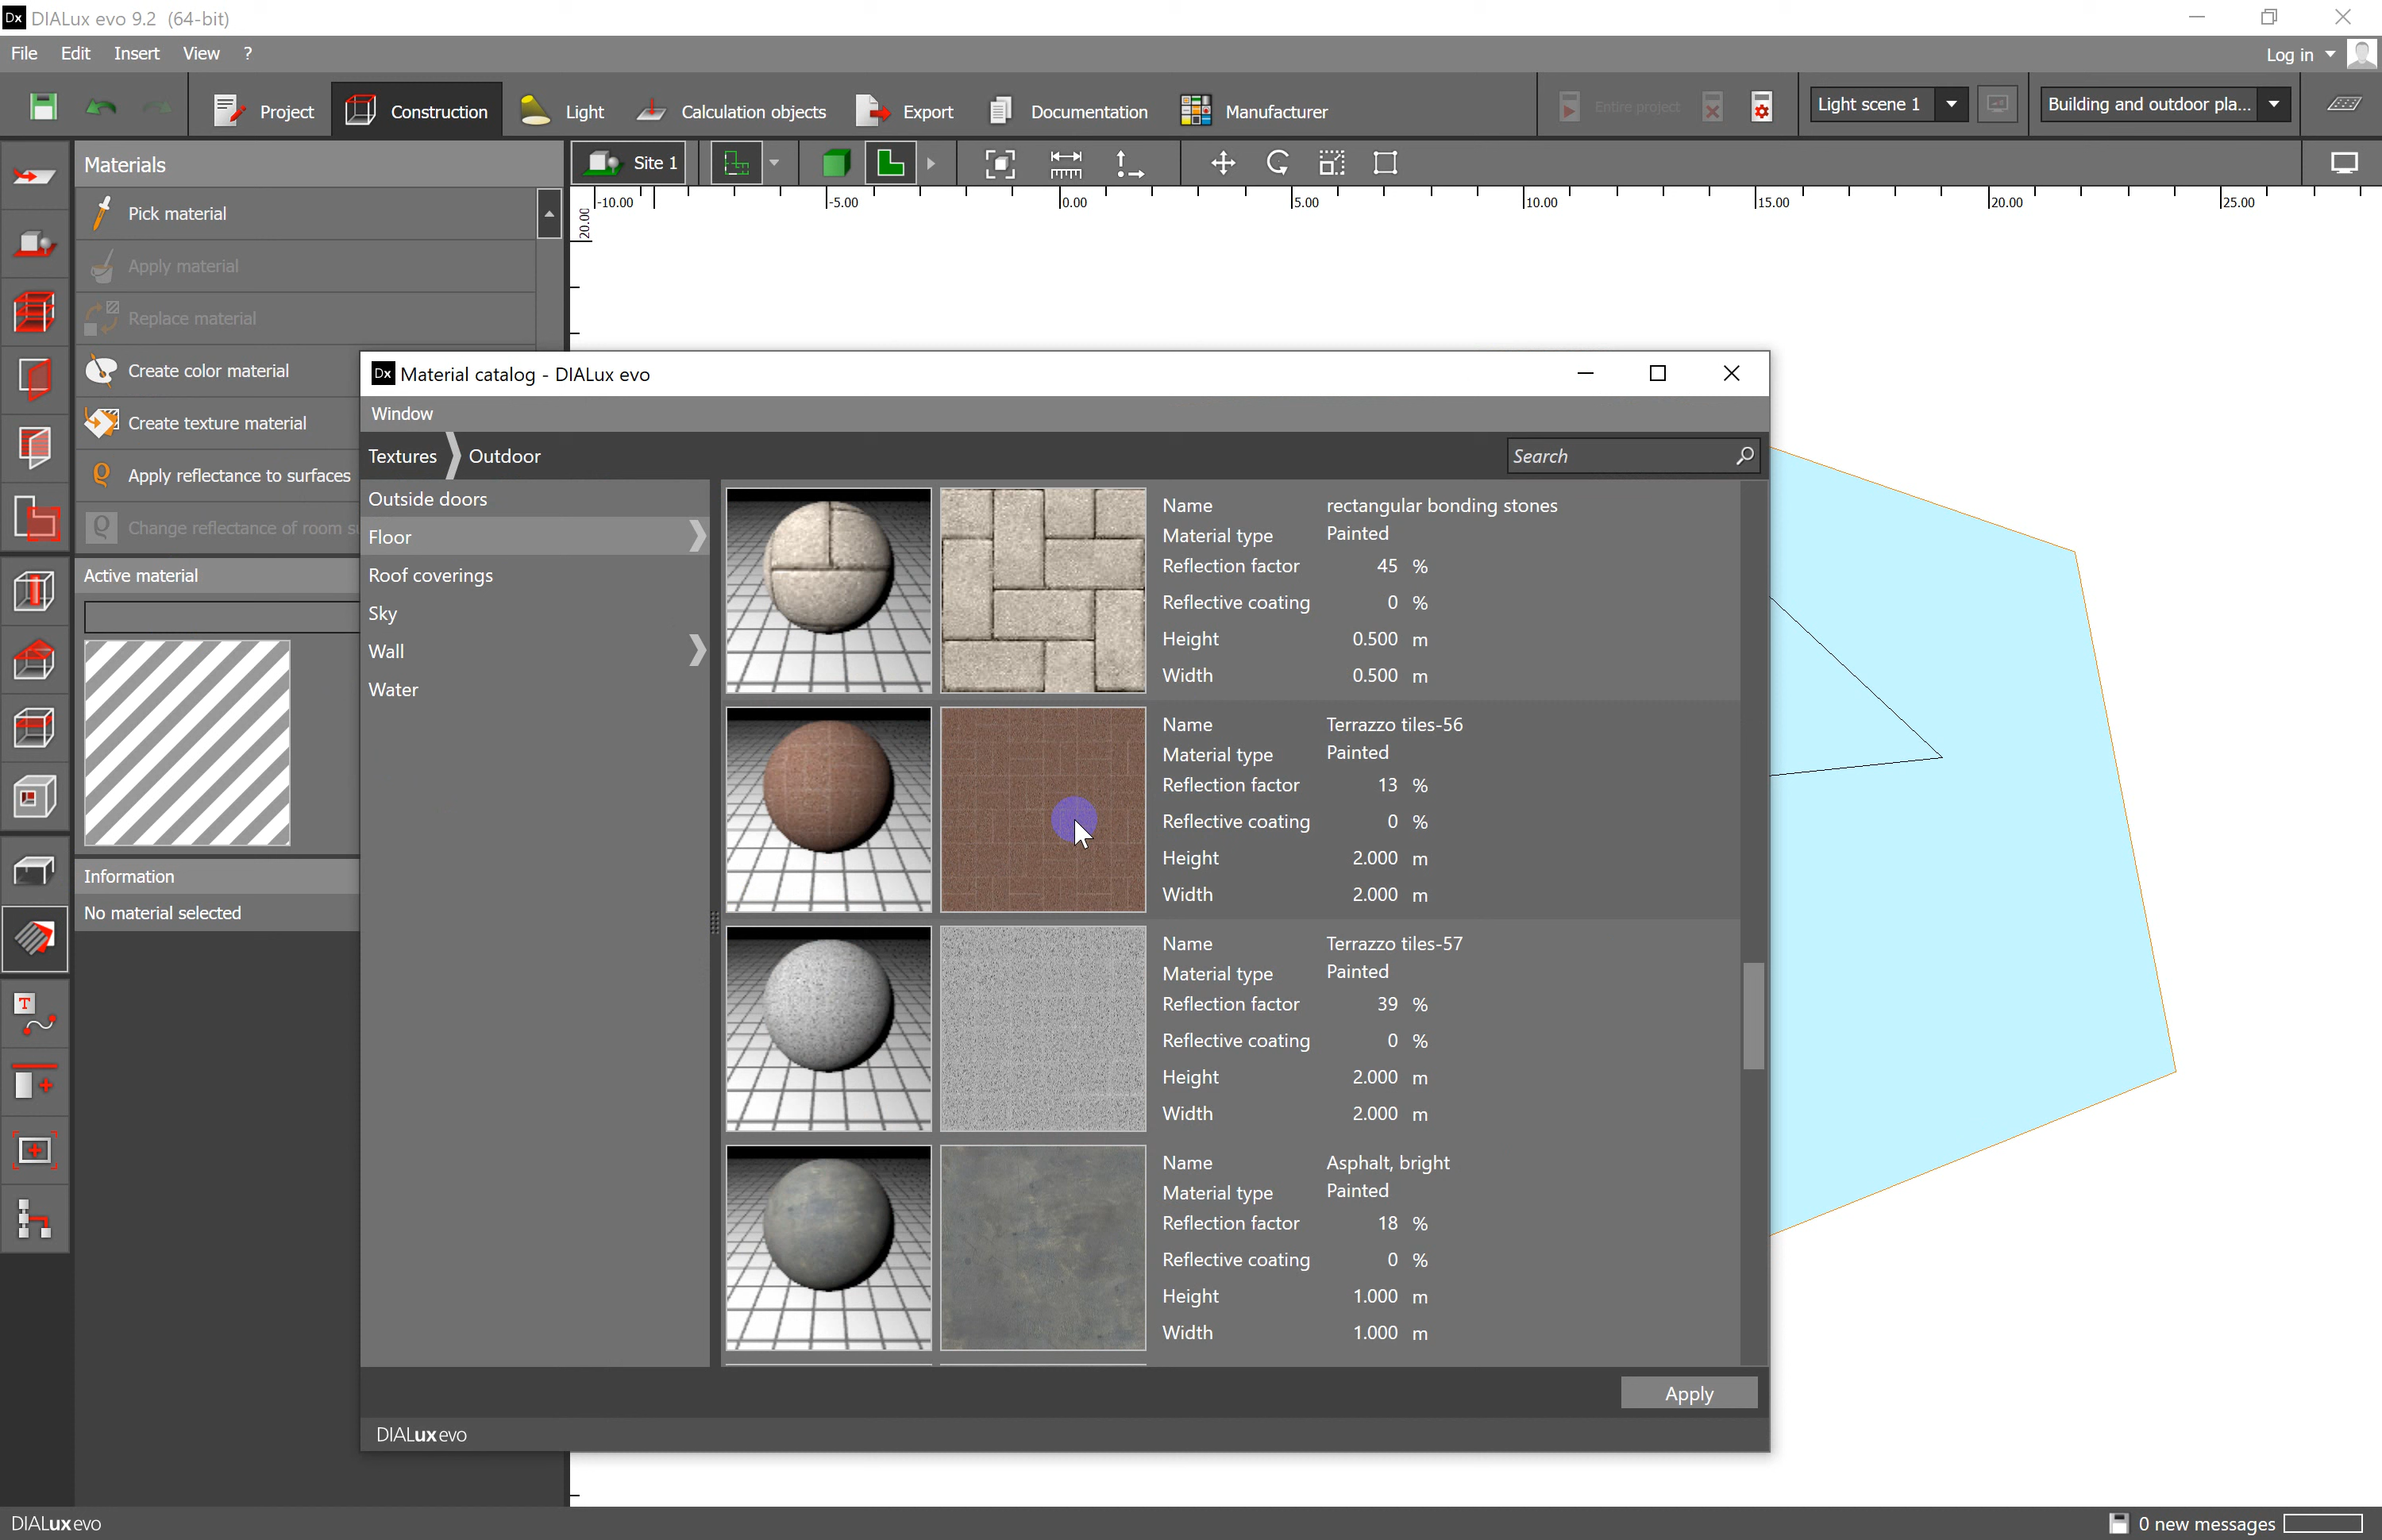 Dx DIALux evo 9.2 (64-bit)
File Edit Insert View ?
Log in
Project Construction Light Calculation objects Export Documentation Manufacturer
Entire project
Light scene 1
Building and outdoor pla...
Materials
Site 1
Pick material
Apply material
Replace material
Create color material
Create texture material
Apply reflectance to surfaces
Change reflectance of room su
Active material
Information
No material selected
-10.00 -5.00 0.00 5.00 10.00 15.00 20.00 25.00
20.00
Dx Material catalog - DIALux evo
Window
Textures Outdoor
Search
Outside doors
Floor
Roof coverings
Sky
Wall
Water
Name rectangular bonding stones
Material type Painted
Reflection factor 45 %
Reflective coating 0 %
Height 0.500 m
Width 0.500 m
Name Terrazzo tiles-56
Material type Painted
Reflection factor 13 %
Reflective coating 0 %
Height 2.000 m
Width 2.000 m
Name Terrazzo tiles-57
Material type Painted
Reflection factor 39 %
Reflective coating 0 %
Height 2.000 m
Width 2.000 m
Name Asphalt, bright
Material type Painted
Reflection factor 18 %
Reflective coating 0 %
Height 1.000 m
Width 1.000 m
Apply
DIALux evo
DIALux evo
0 new messages